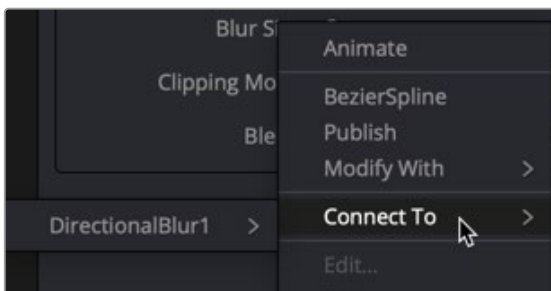 Blur Si
Animate
Clipping Mo
BezierSpline
Publish
Ble
Modify With >
DirectionalBlur1 >
Connect To >
Edit...